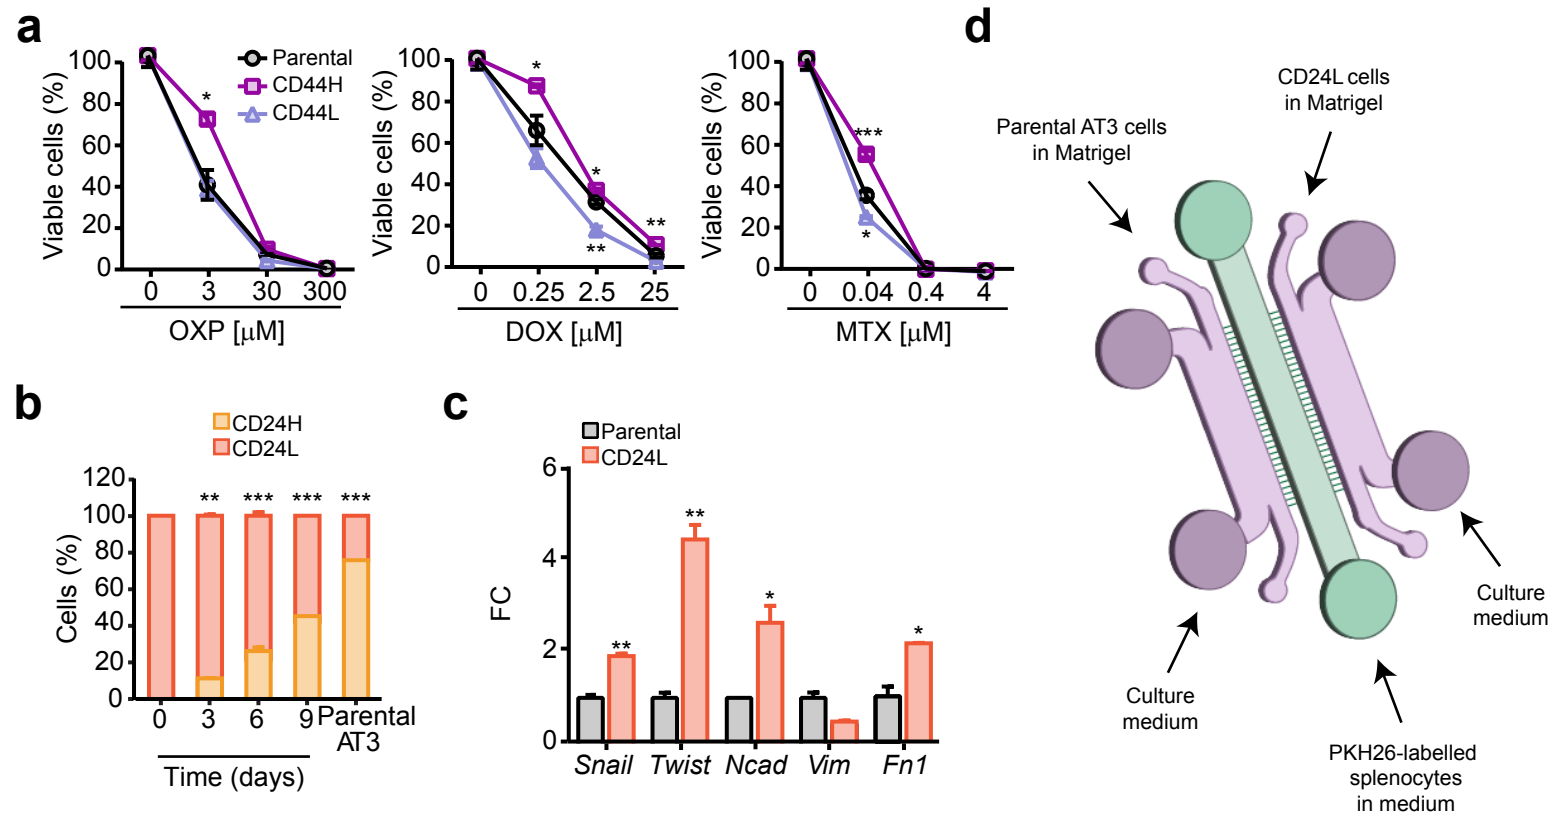 a
Viable cells (%)
100
80
60
40
20
0
*
Parental
CD44H
CD44L
0 3 30 300
OXP [μM]
Viable cells (%)
100
80
60
40
20
0
*
*
**
**
0 0.25 2.5 25
DOX [μM]
Viable cells (%)
100
80
60
40
20
0
***
*
0 0.04 0.4 4
MTX [μM]
b
CD24H
CD24L
Cells (%)
120
100
80
60
40
20
0
** *** *** ***
0 3 6 9 Parental
AT3
Time (days)
c
Parental
CD24L
FC
6
4
2
0
**
**
*
*
Snail Twist Ncad Vim Fn1
d
CD24L cells
in Matrigel
Parental AT3 cells
in Matrigel
Culture
medium
Culture
medium
PKH26-labelled
splenocytes
in medium